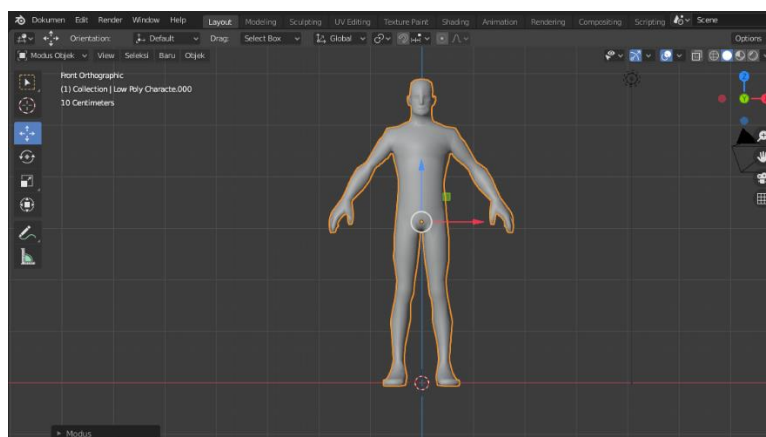 Dokumen Edit Render Window Help Layout Modeling Sculpting UV Editing Texture Paint Shading Animation Rendering Compositing Scripting Scene
Orientation: Default Drag: Select Box Global Options
Modus Objek View Seleksi Baru Objek
Front Orthographic
(1) Collection | Low Poly Characte.000
10 Centimeters
Z
Y
Modus